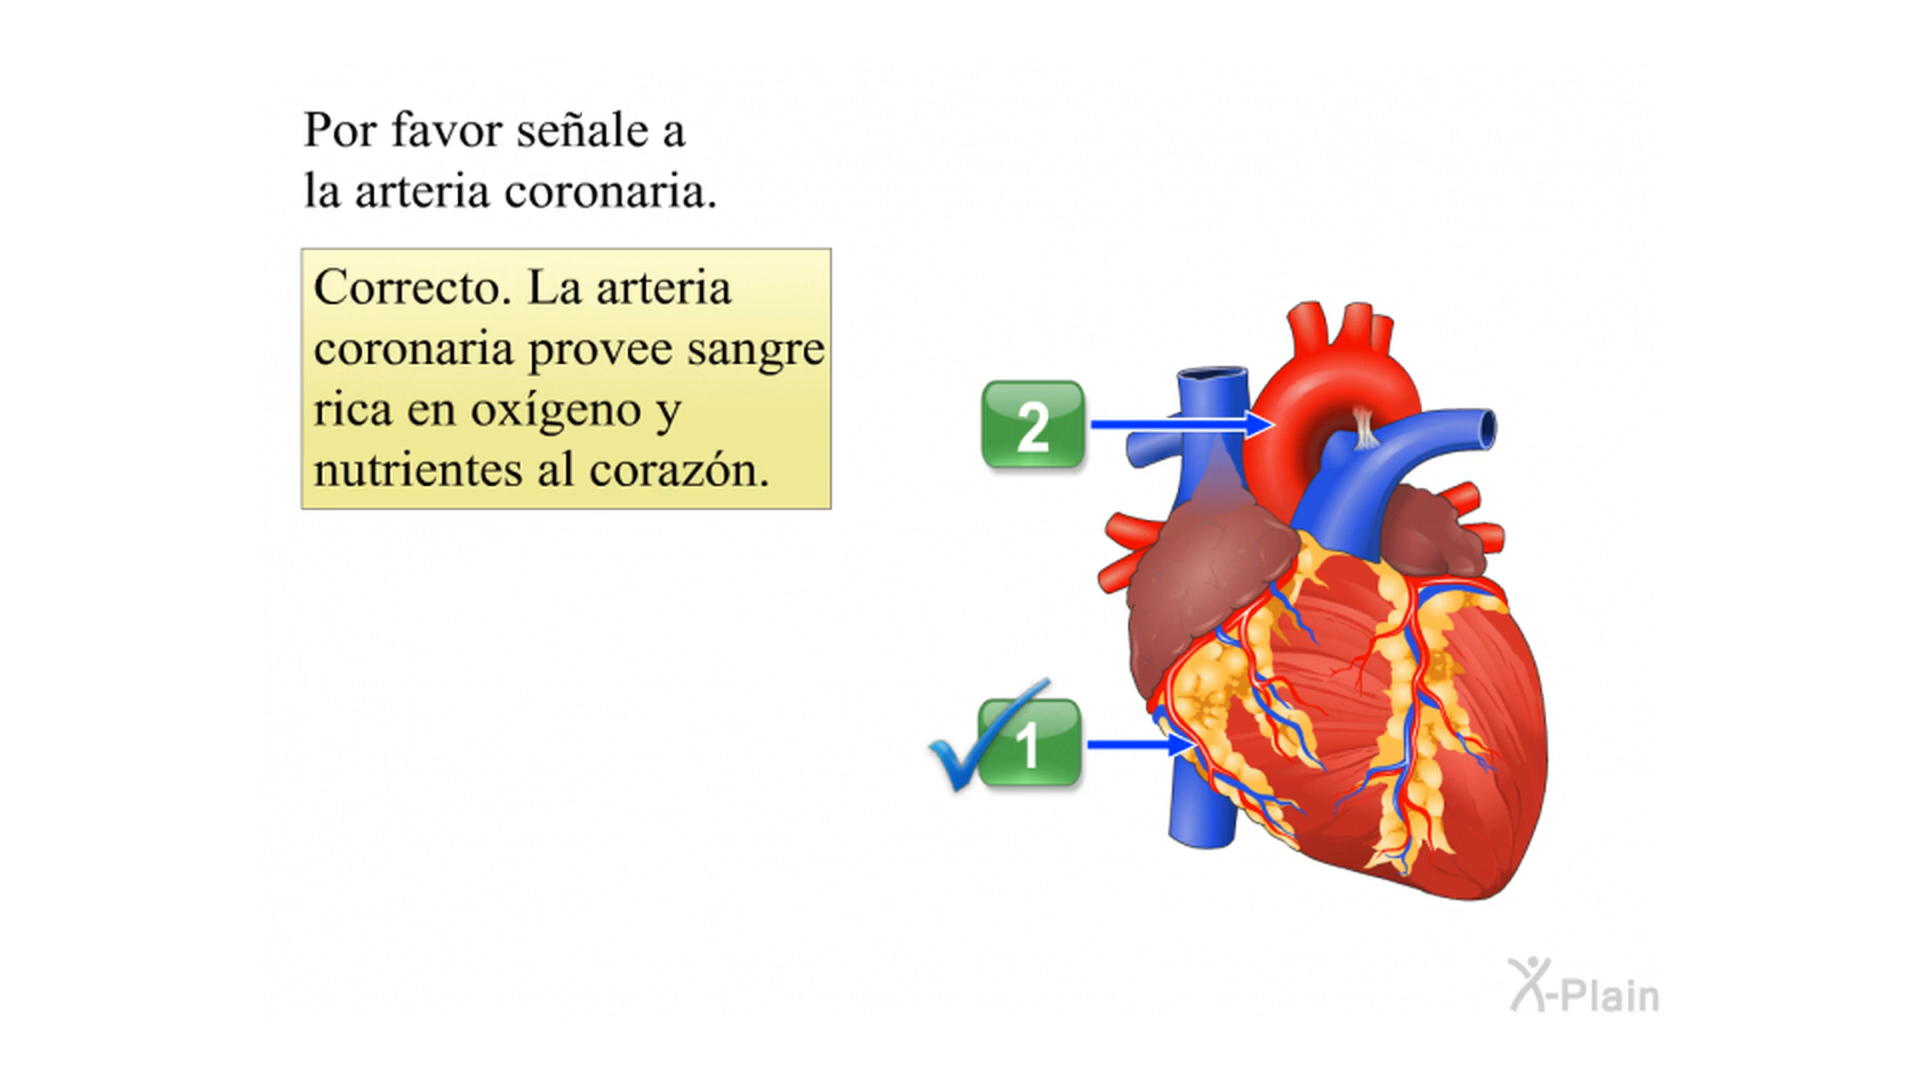 Por favor señale a
la arteria coronaria.
Correcto. La arteria
coronaria provee sangre
rica en oxígeno y
nutrientes al corazón.
2
1
X-Plain